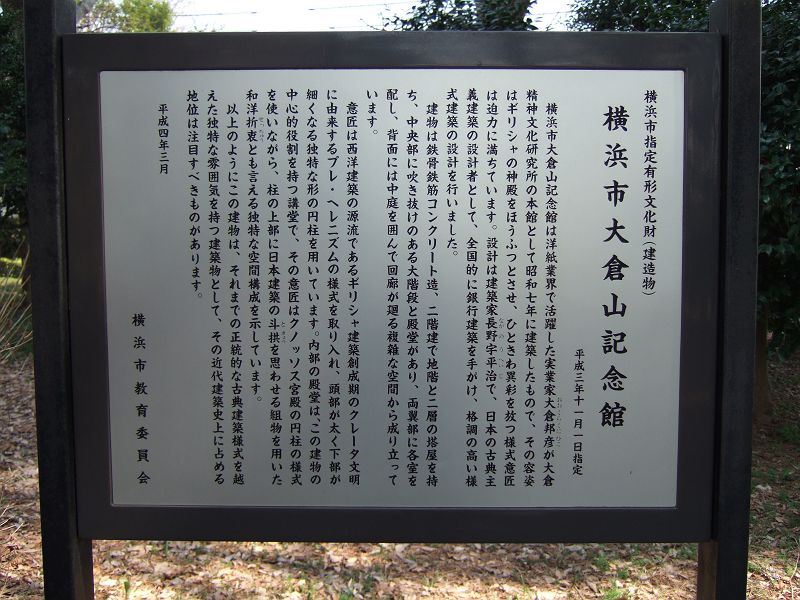 横浜市指定有形文化財（建造物）
横浜市大倉山記念館
平成三年十一月一日指定
横浜市大倉山記念館は洋紙業界で活躍した実業家大倉邦彦が大倉
精神文化研究所の本館として昭和七年に建築したもので、その容姿
はギリシャの神殿をほうふつとさせ、ひときわ異彩を放つ様式意匠
は迫力に満ちています。設計は建築家長野宇平治で、日本の古典主
義建築の設計者として、全国的に銀行建築を手がけ、格調の高い様
式建築の設計を行いました。
建物は鉄骨鉄筋コンクリート造、二階建で地階と二層の塔屋を持
ち、中央部に吹き抜けのある大階段と殿堂があり、両翼部に各室を
配し、背面には中庭を囲んで回廊が廻る複雑な空間から成り立って
います。
意匠は西洋建築の源流であるギリシャ建築創成期のクレータ文明
に由来するプレ・ヘレニズムの様式を取り入れ、頭部が太く下部が
細くなる独特な形の円柱を用いています。内部の殿堂は、この建物の
中心的役割を持つ講堂で、その意匠はクノッソス宮殿の円柱の様式
を使いながら、柱の上部に日本建築の斗拱を思わせる組物を用いた
和洋折衷とも言える独特な空間構成を示しています。
以上のようにこの建物は、それまでの正統的な古典建築様式を越
えた独特な雰囲気を持つ建築物として、その近代建築史上に占める
地位は注目すべきものがあります。
平成四年三月
横浜市教育委員会